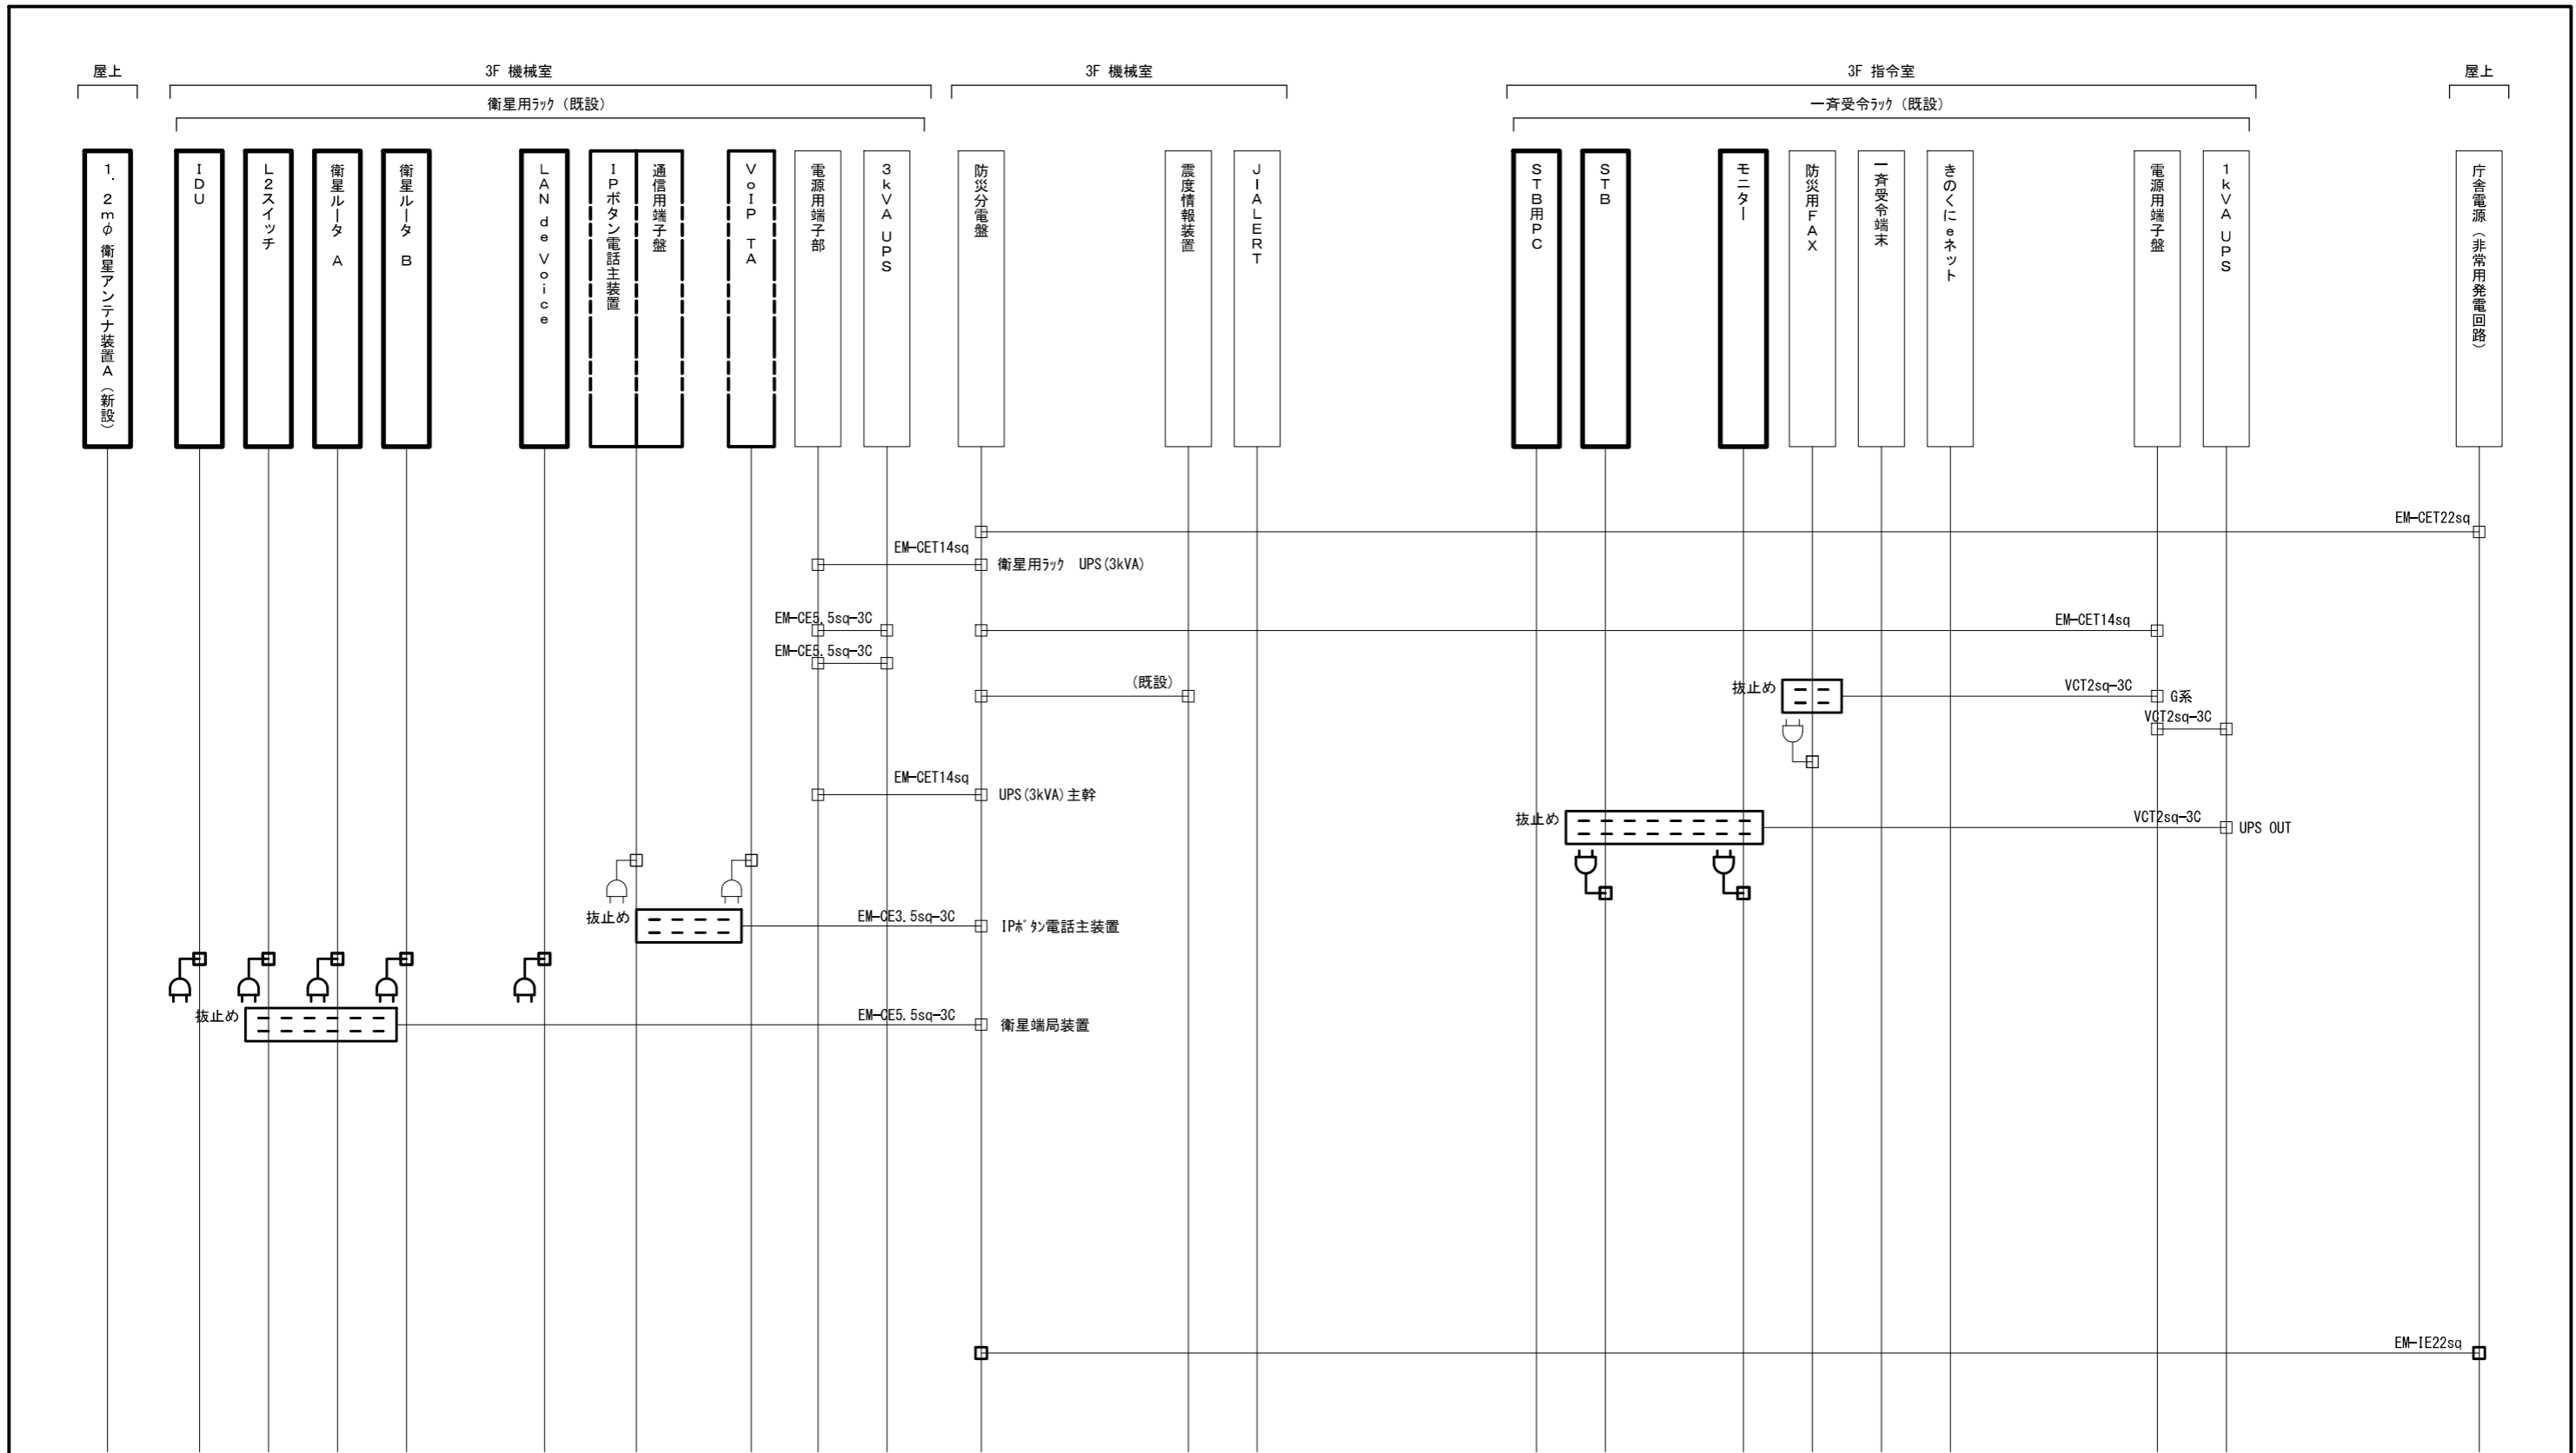 屋上
3F 機械室
3F 機械室
3F 指令室
屋上
衛星用ﾗｯｸ（既設）
一斉受令ﾗｯｸ（既設）
１．２ｍφ 衛星アンテナ装置Ａ（新設）
ＩＤＵ
Ｌ２スイッチ
衛星ルータ Ａ
衛星ルータ Ｂ
ＬＡＮ ｄｅ Ｖｏｉｃｅ
ＩＰボタン電話主装置
通信用端子盤
ＶｏＩＰ ＴＡ
電源用端子部
３ｋＶＡ ＵＰＳ
防災分電盤
震度情報装置
ＪｰＡＬＥＲＴ
ＳＴＢ用ＰＣ
ＳＴＢ
モニター
防災用ＦＡＸ
一斉受令端末
きのくにｅネット
電源用端子盤
１ｋＶＡ ＵＰＳ
庁舎電源（非常用発電回路）
EM-CET22sq
EM-CET14sq
衛星用ﾗｯｸ UPS(3kVA)
EM-CE5.5sq-3C
EM-CET14sq
EM-CE5.5sq-3C
(既設)
抜止め
VCT2sq-3C
G系
VCT2sq-3C
EM-CET14sq
UPS(3kVA)主幹
抜止め
VCT2sq-3C
UPS OUT
抜止め
EM-CE3.5sq-3C
IPﾎﾞﾀﾝ電話主装置
抜止め
EM-CE5.5sq-3C
衛星端局装置
EM-IE22sq